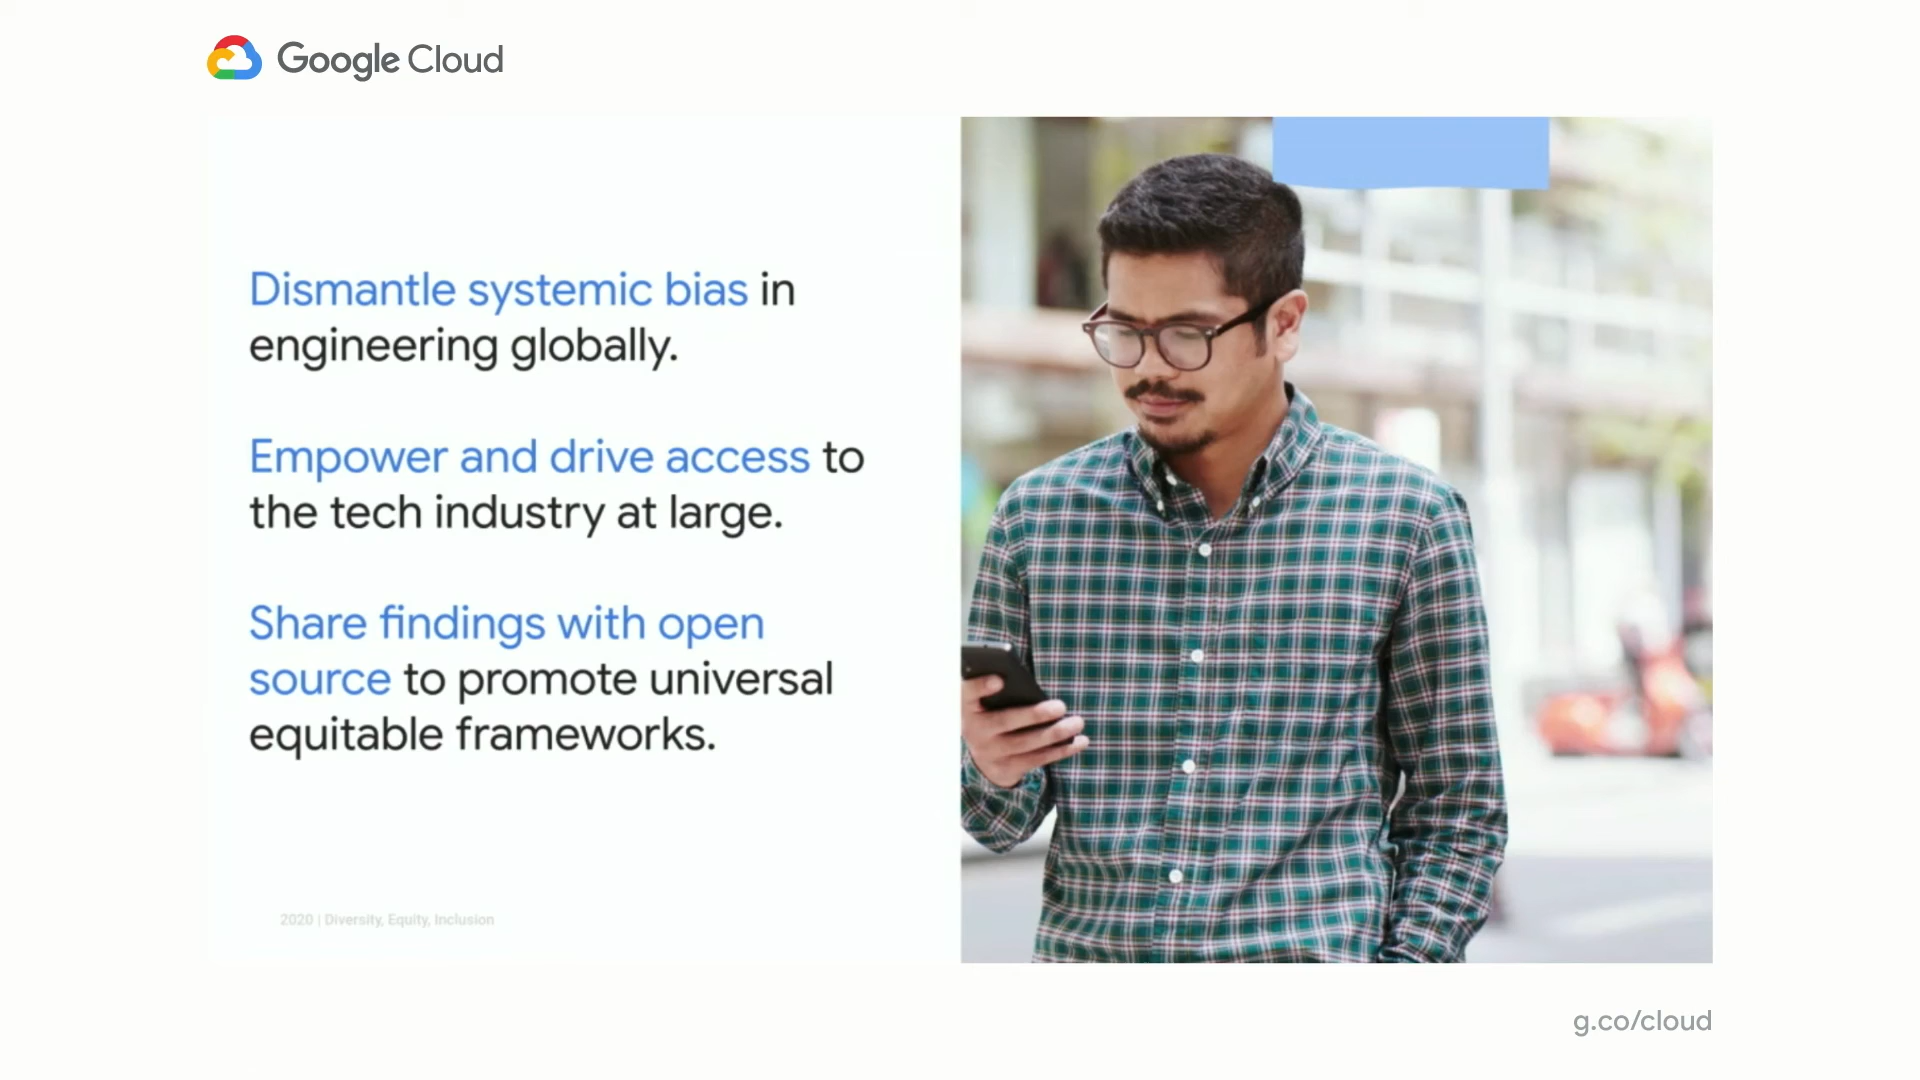 Google Cloud
Dismantle systemic bias in
engineering globally.
Empower and drive access to
the tech industry at large.
Share findings with open
source to promote universal
equitable frameworks.
2020 | Diversity, Equity, Inclusion
g.co/cloud